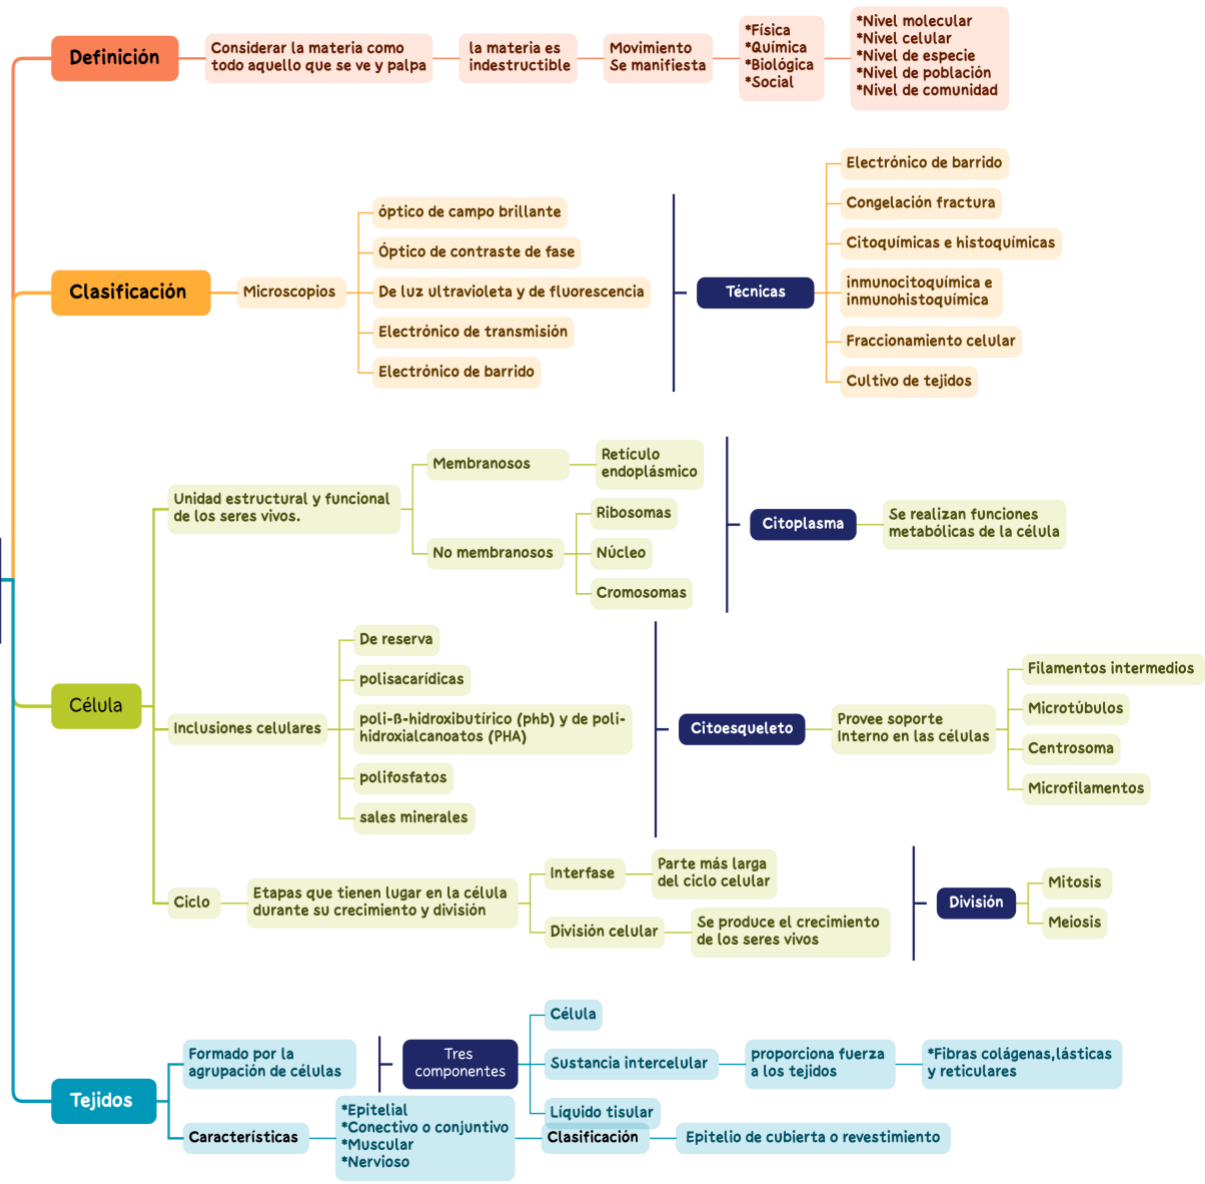 Definición
Considerar la materia como
todo aquello que se ve y palpa
la materia es
indestructible
Movimiento
Se manifiesta
*Física
*Química
*Biológica
*Social
*Nivel molecular
*Nivel celular
*Nivel de especie
*Nivel de población
*Nivel de comunidad
Clasificación
Microscopios
óptico de campo brillante
Óptico de contraste de fase
De luz ultravioleta y de fluorescencia
Electrónico de transmisión
Electrónico de barrido
Técnicas
Electrónico de barrido
Congelación fractura
Citoquímicas e histoquímicas
inmunocitoquímica e
inmunohistoquímica
Fraccionamiento celular
Cultivo de tejidos
Célula
Unidad estructural y funcional
de los seres vivos.
Membranosos
Retículo
endoplásmico
No membranosos
Ribosomas
Núcleo
Cromosomas
Citoplasma
Se realizan funciones
metabólicas de la célula
Inclusiones celulares
De reserva
polisacarídicas
poli-ß-hidroxibutírico (phb) y de poli-
hidroxialcanoatos (PHA)
polifosfatos
sales minerales
Citoesqueleto
Provee soporte
Interno en las células
Filamentos intermedios
Microtúbulos
Centrosoma
Microfilamentos
Ciclo
Etapas que tienen lugar en la célula
durante su crecimiento y división
Interfase
Parte más larga
del ciclo celular
División celular
Se produce el crecimiento
de los seres vivos
División
Mitosis
Meiosis
Tejidos
Formado por la
agrupación de células
Tres
componentes
Célula
Sustancia intercelular
proporciona fuerza
a los tejidos
*Fibras colágenas,lásticas
y reticulares
Líquido tisular
Características
*Epitelial
*Conectivo o conjuntivo
*Muscular
*Nervioso
Clasificación
Epitelio de cubierta o revestimiento